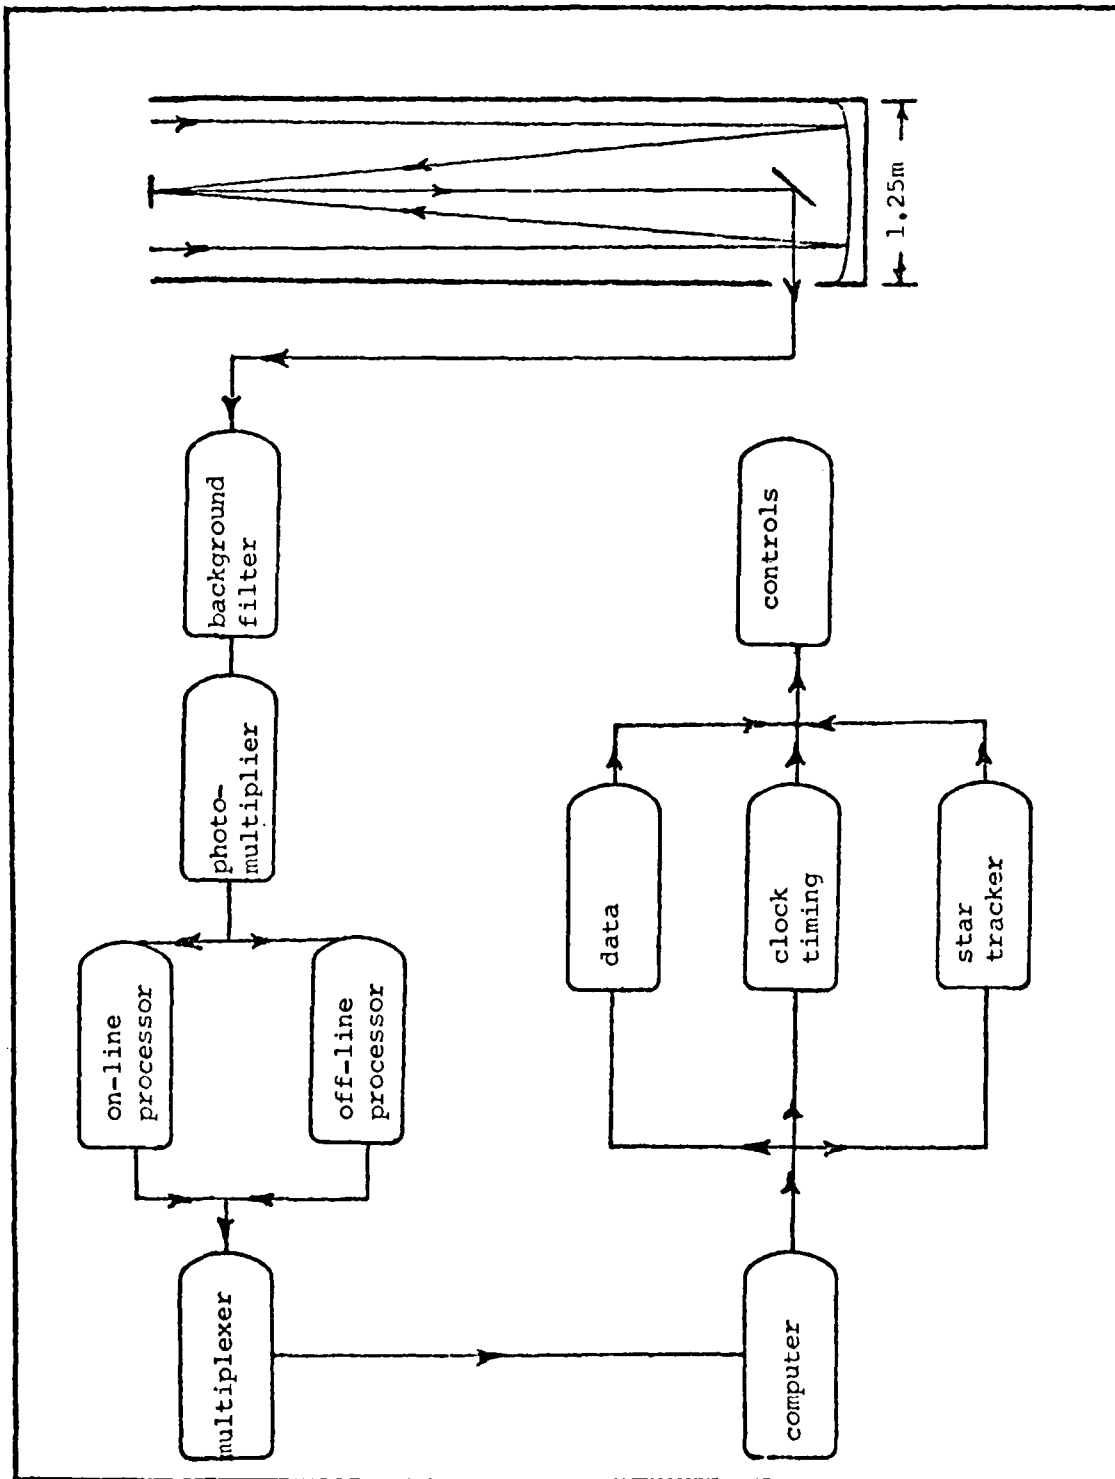 1.25m
background
filter
photo-
multiplier
on-line
processor
off-line
processor
multiplexer
computer
data
clock
timing
star
tracker
controls